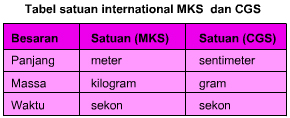 Tabel satuan international MKS dan CGS
Besaran Satuan (MKS) Satuan (CGS)
Panjang meter sentimeter
Massa kilogram gram
Waktu sekon sekon